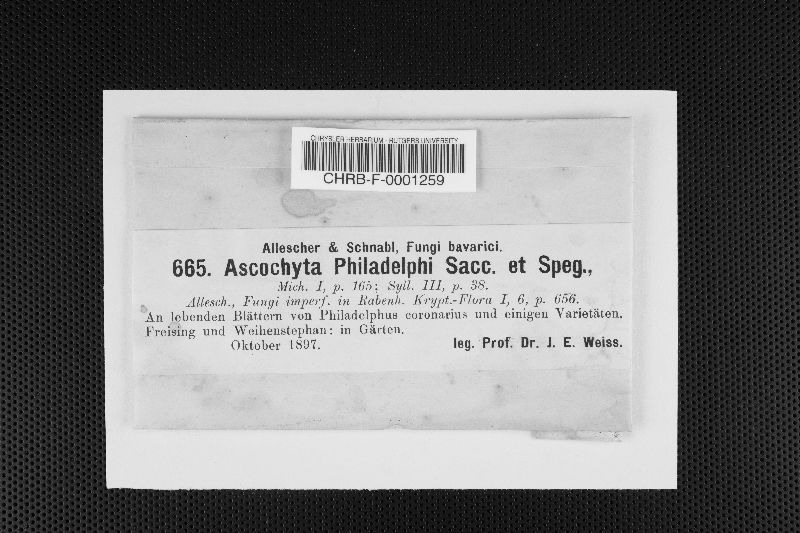 CHRYSLER HERBARIUM - RUTGERS UNIVERSITY
CHRB-F-0001259
Allescher & Schnabl, Fungi bavarici.
665. Ascochyta Philadelphi Sacc. et Speg.,
Mich. I, p. 165; Syll. III, p. 38.
Allesch., Fungi imperf. in Rabenh. Krypt.-Flora I, 6, p. 656.
An lebenden Blättern von Philadelphus coronarius und einigen Varietäten.
Freising und Weihenstephan: in Gärten.
Oktober 1897. leg. Prof. Dr. J. E. Weiss.